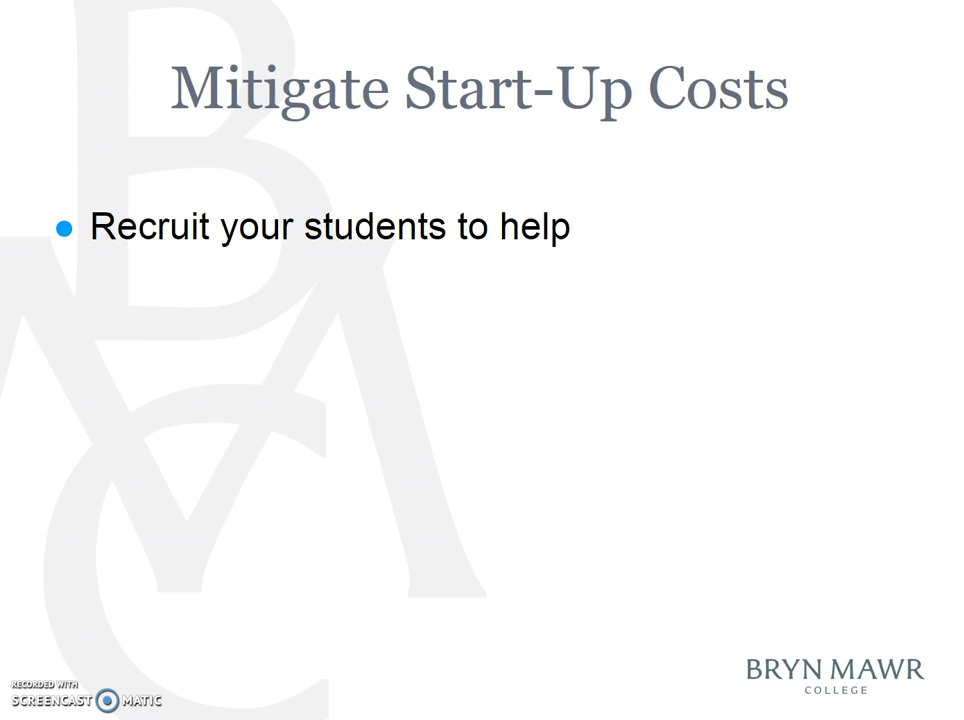 Mitigate Start-Up Costs
● Recruit your students to help
BRYN MAWR
COLLEGE
RECORDED WITH
SCREENCAST MATIC